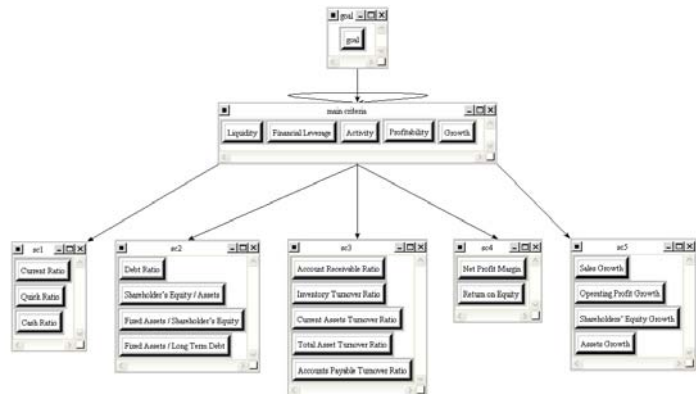 goal
goal
main criteria
Liquidity Financial Leverage Activity Profitability Growth
sc1
Current Ratio
Quick Ratio
Cash Ratio
sc2
Debt Ratio
Shareholder's Equity / Assets
Fixed Assets / Shareholder's Equity
Fixed Assets / Long Term Debt
sc3
Account Receivable Ratio
Inventory Turnover Ratio
Current Assets Turnover Ratio
Total Asset Turnover Ratio
Accounts Payable Turnover Ratio
sc4
Net Profit Margin
Return on Equity
sc5
Sales Growth
Operating Profit Growth
Shareholders' Equity Growth
Assets Growth